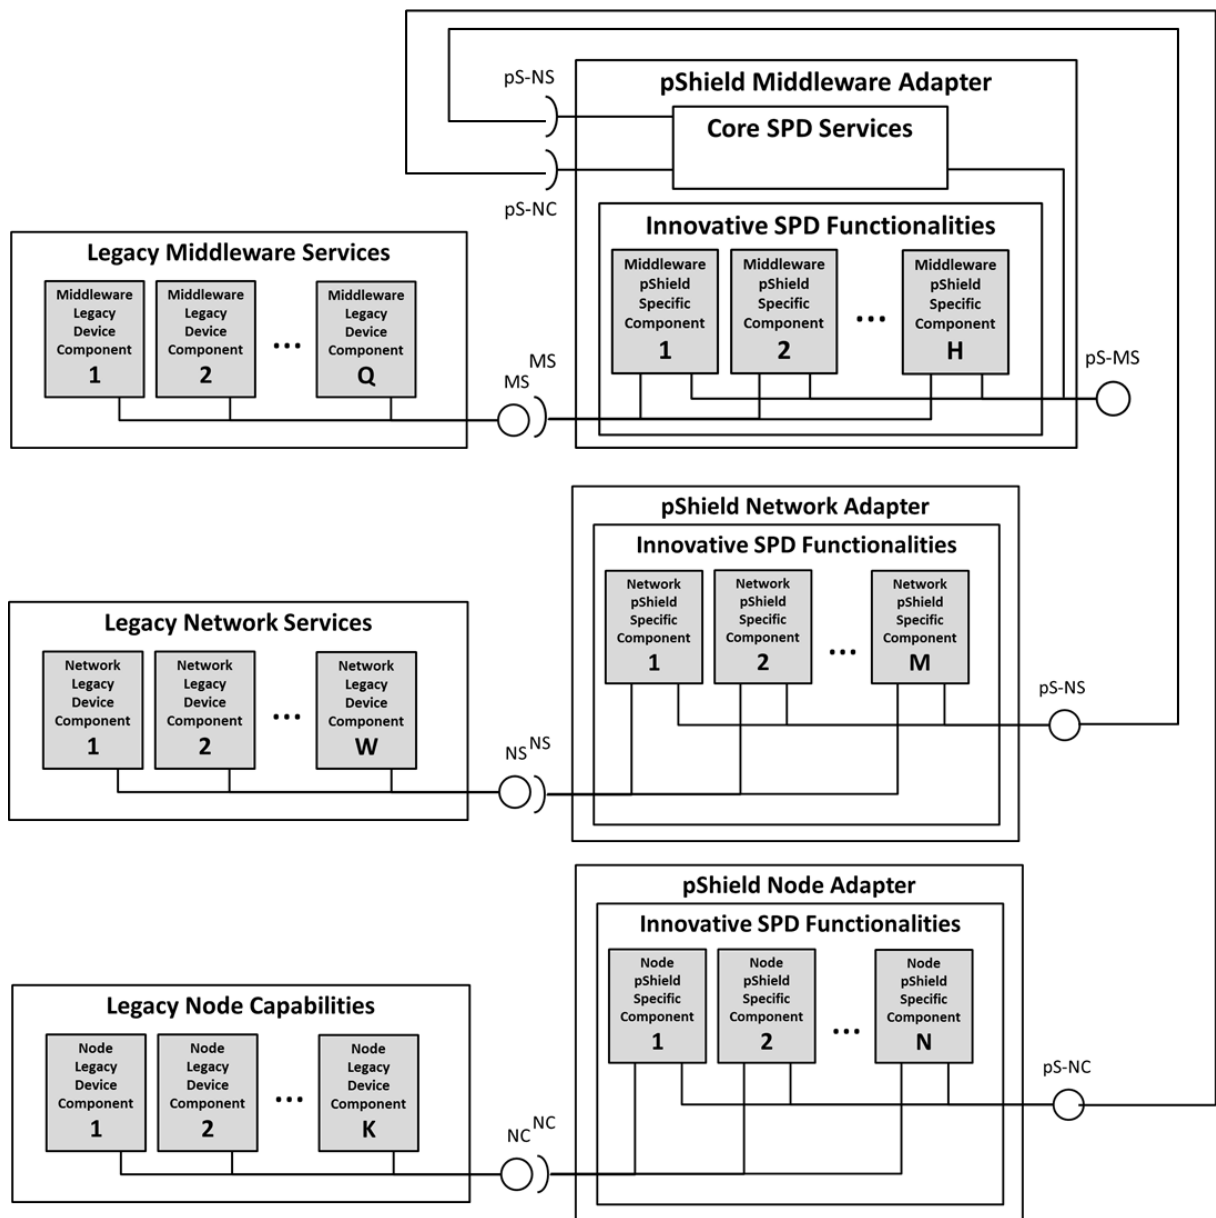 pS-NS
pShield Middleware Adapter
Core SPD Services
pS-NC
Innovative SPD Functionalities
Middleware
pShield
Specific
Component
1
Middleware
pShield
Specific
Component
2
...
Middleware
pShield
Specific
Component
H
pS-MS
Legacy Middleware Services
Middleware
Legacy
Device
Component
1
Middleware
Legacy
Device
Component
2
...
Middleware
Legacy
Device
Component
Q
MS
MS
pShield Network Adapter
Innovative SPD Functionalities
Network
pShield
Specific
Component
1
Network
pShield
Specific
Component
2
...
Network
pShield
Specific
Component
M
pS-NS
Legacy Network Services
Network
Legacy
Device
Component
1
Network
Legacy
Device
Component
2
...
Network
Legacy
Device
Component
W
NS
NS
pShield Node Adapter
Innovative SPD Functionalities
Node
pShield
Specific
Component
1
Node
pShield
Specific
Component
2
...
Node
pShield
Specific
Component
N
pS-NC
Legacy Node Capabilities
Node
Legacy
Device
Component
1
Node
Legacy
Device
Component
2
...
Node
Legacy
Device
Component
K
NC
NC